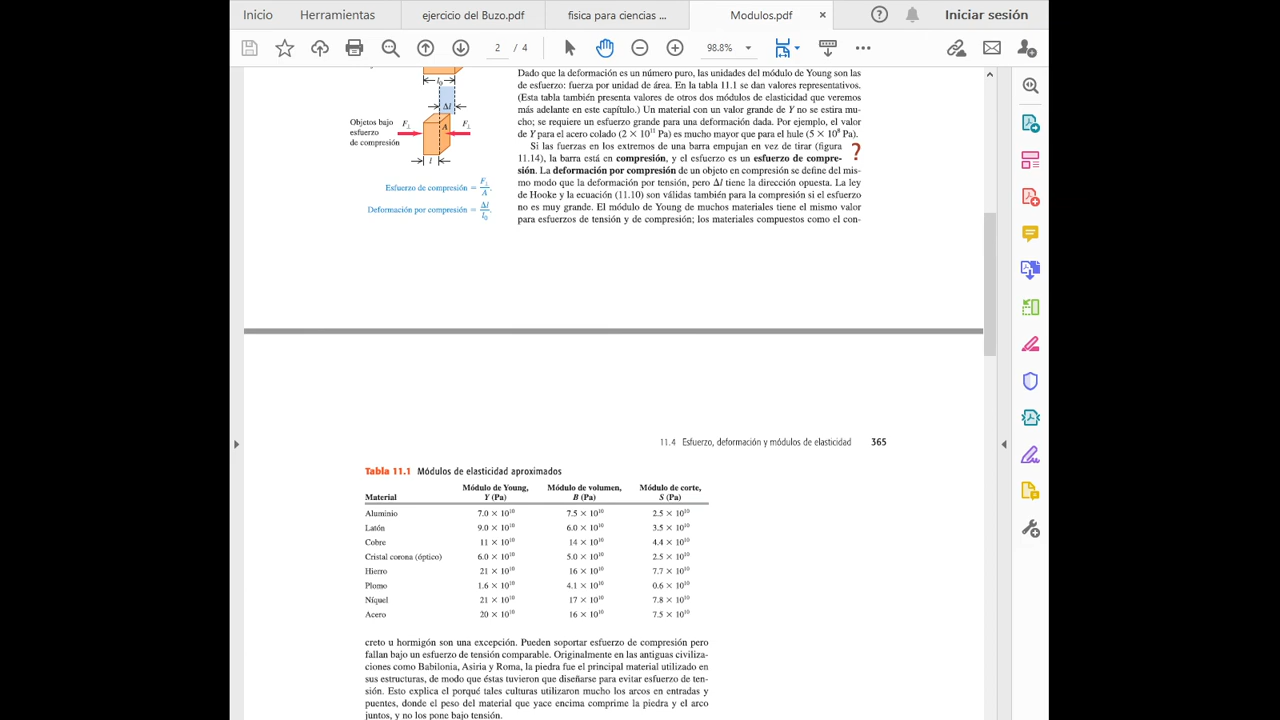 Inicio
Herramientas
ejercicio del Buzo.pdf
fisica para ciencias ...
Modulos.pdf
×
?
Iniciar sesión
2 / 4
98.8%
l₀
Δl
Objetos bajo
esfuerzo
de compresión
F⊥
A
F⊥
l
Esfuerzo de compresión = F⊥/A.
Deformación por compresión = Δl/l₀.
Dado que la deformación es un número puro, las unidades del módulo de Young son las
de esfuerzo: fuerza por unidad de área. En la tabla 11.1 se dan valores representativos.
(Esta tabla también presenta valores de otros dos módulos de elasticidad que veremos
más adelante en este capítulo.) Un material con un valor grande de Y no se estira mu-
cho; se requiere un esfuerzo grande para una deformación dada. Por ejemplo, el valor
de Y para el acero colado (2 × 10¹¹ Pa) es mucho mayor que para el hule (5 × 10⁸ Pa).
Si las fuerzas en los extremos de una barra empujan en vez de tirar (figura
11.14), la barra está en compresión, y el esfuerzo es un esfuerzo de compre-
sión. La deformación por compresión de un objeto en compresión se define del mis-
mo modo que la deformación por tensión, pero Δl tiene la dirección opuesta. La ley
de Hooke y la ecuación (11.10) son válidas también para la compresión si el esfuerzo
no es muy grande. El módulo de Young de muchos materiales tiene el mismo valor
para esfuerzos de tensión y de compresión; los materiales compuestos como el con-
?
11.4 Esfuerzo, deformación y módulos de elasticidad 365
Tabla 11.1 Módulos de elasticidad aproximados
Módulo de Young, Módulo de volumen, Módulo de corte,
Material Y (Pa) B (Pa) S (Pa)
Aluminio 7.0 × 10¹⁰ 7.5 × 10¹⁰ 2.5 × 10¹⁰
Latón 9.0 × 10¹⁰ 6.0 × 10¹⁰ 3.5 × 10¹⁰
Cobre 11 × 10¹⁰ 14 × 10¹⁰ 4.4 × 10¹⁰
Cristal corona (óptico) 6.0 × 10¹⁰ 5.0 × 10¹⁰ 2.5 × 10¹⁰
Hierro 21 × 10¹⁰ 16 × 10¹⁰ 7.7 × 10¹⁰
Plomo 1.6 × 10¹⁰ 4.1 × 10¹⁰ 0.6 × 10¹⁰
Níquel 21 × 10¹⁰ 17 × 10¹⁰ 7.8 × 10¹⁰
Acero 20 × 10¹⁰ 16 × 10¹⁰ 7.5 × 10¹⁰
creto u hormigón son una excepción. Pueden soportar esfuerzo de compresión pero
fallan bajo un esfuerzo de tensión comparable. Originalmente en las antiguas civiliza-
ciones como Babilonia, Asiria y Roma, la piedra fue el principal material utilizado en
sus estructuras, de modo que éstas tuvieron que diseñarse para evitar esfuerzo de ten-
sión. Esto explica el porqué tales culturas utilizaron mucho los arcos en entradas y
puentes, donde el peso del material que yace encima comprime la piedra y el arco
juntos, y no los pone bajo tensión.